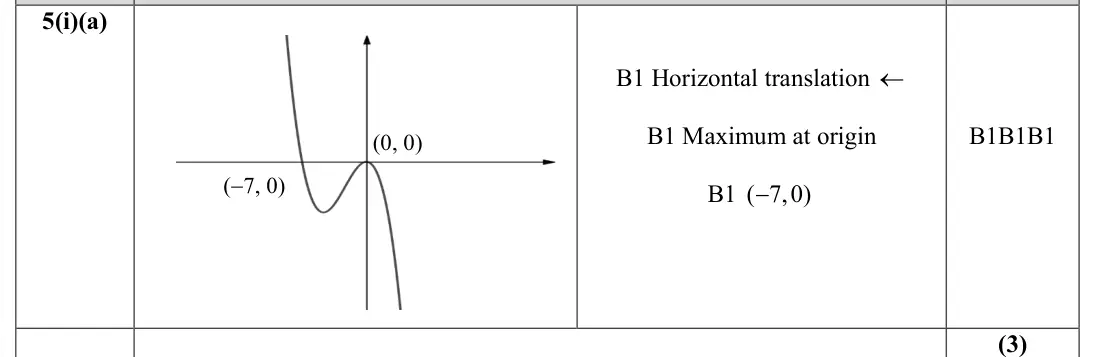 5(i)(a)
B1 Horizontal translation ←
(0, 0)
B1 Maximum at origin
B1B1B1
(−7, 0)
B1 (−7, 0)
(3)